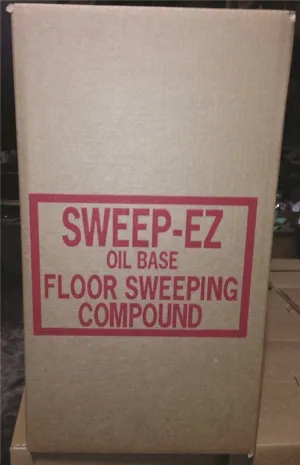 SWEEP-EZ
OIL BASE
FLOOR SWEEPING
COMPOUND